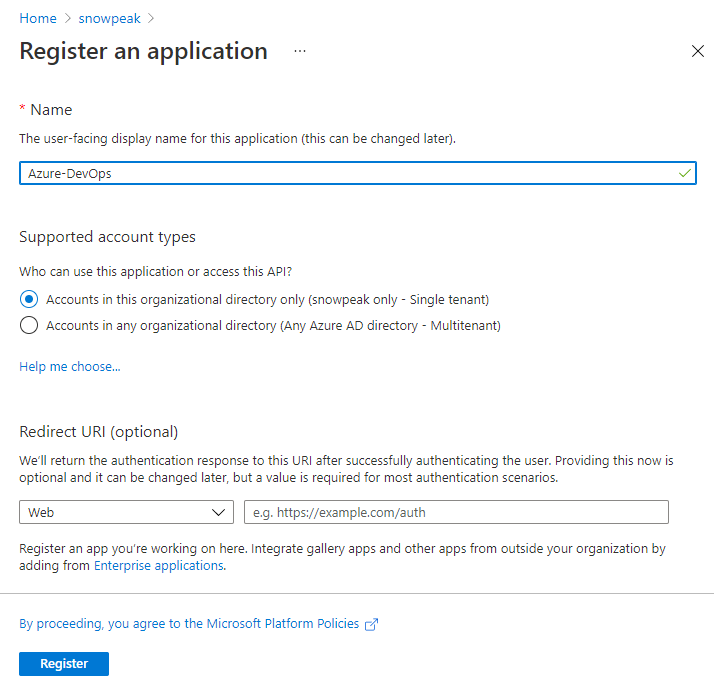 Home > snowpeak >
Register an application ...
* Name
The user-facing display name for this application (this can be changed later).
Azure-DevOps
Supported account types
Who can use this application or access this API?
Accounts in this organizational directory only (snowpeak only - Single tenant)
Accounts in any organizational directory (Any Azure AD directory - Multitenant)
Help me choose...
Redirect URI (optional)
We'll return the authentication response to this URI after successfully authenticating the user. Providing this now is
optional and it can be changed later, but a value is required for most authentication scenarios.
Web
e.g. https://example.com/auth
Register an app you're working on here. Integrate gallery apps and other apps from outside your organization by
adding from Enterprise applications.
By proceeding, you agree to the Microsoft Platform Policies
Register